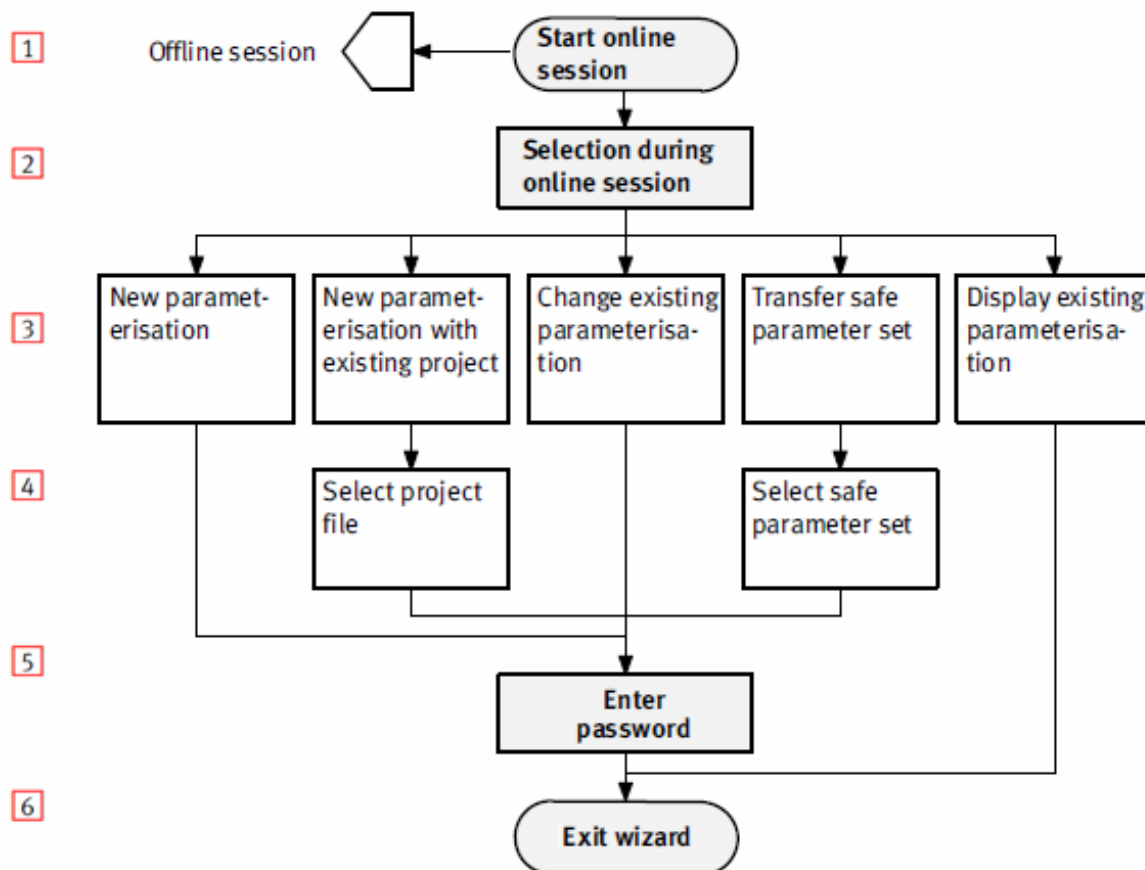 1
Offline session
Start online
session
2
Selection during
online session
3
New paramet-
erisation
New paramet-
erisation with
existing project
Change existing
parameterisa-
tion
Transfer safe
parameter set
Display existing
parameterisa-
tion
4
Select project
file
Select safe
parameter set
5
Enter
password
6
Exit wizard